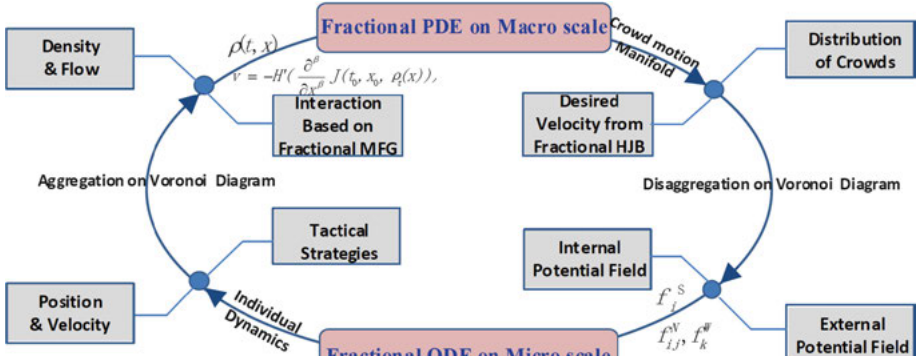 Fractional PDE on Macro scale
Density
& Flow
ρ(t, x)
v = -H'( ∂^β/∂x^β J(t_0, x_0, ρ_t(x)),
Crowd motion
Manifold
Distribution
of Crowds
Interaction
Based on
Fractional MFG
Desired
Velocity from
Fractional HJB
Aggregation on Voronoi Diagram
Disaggregation on Voronoi Diagram
Tactical
Strategies
Internal
Potential Field
Position
& Velocity
Individual
Dynamics
f_i^S
f_{i,j}^N, f_k^W
External
Potential Field
Fractional ODE on Micro scale